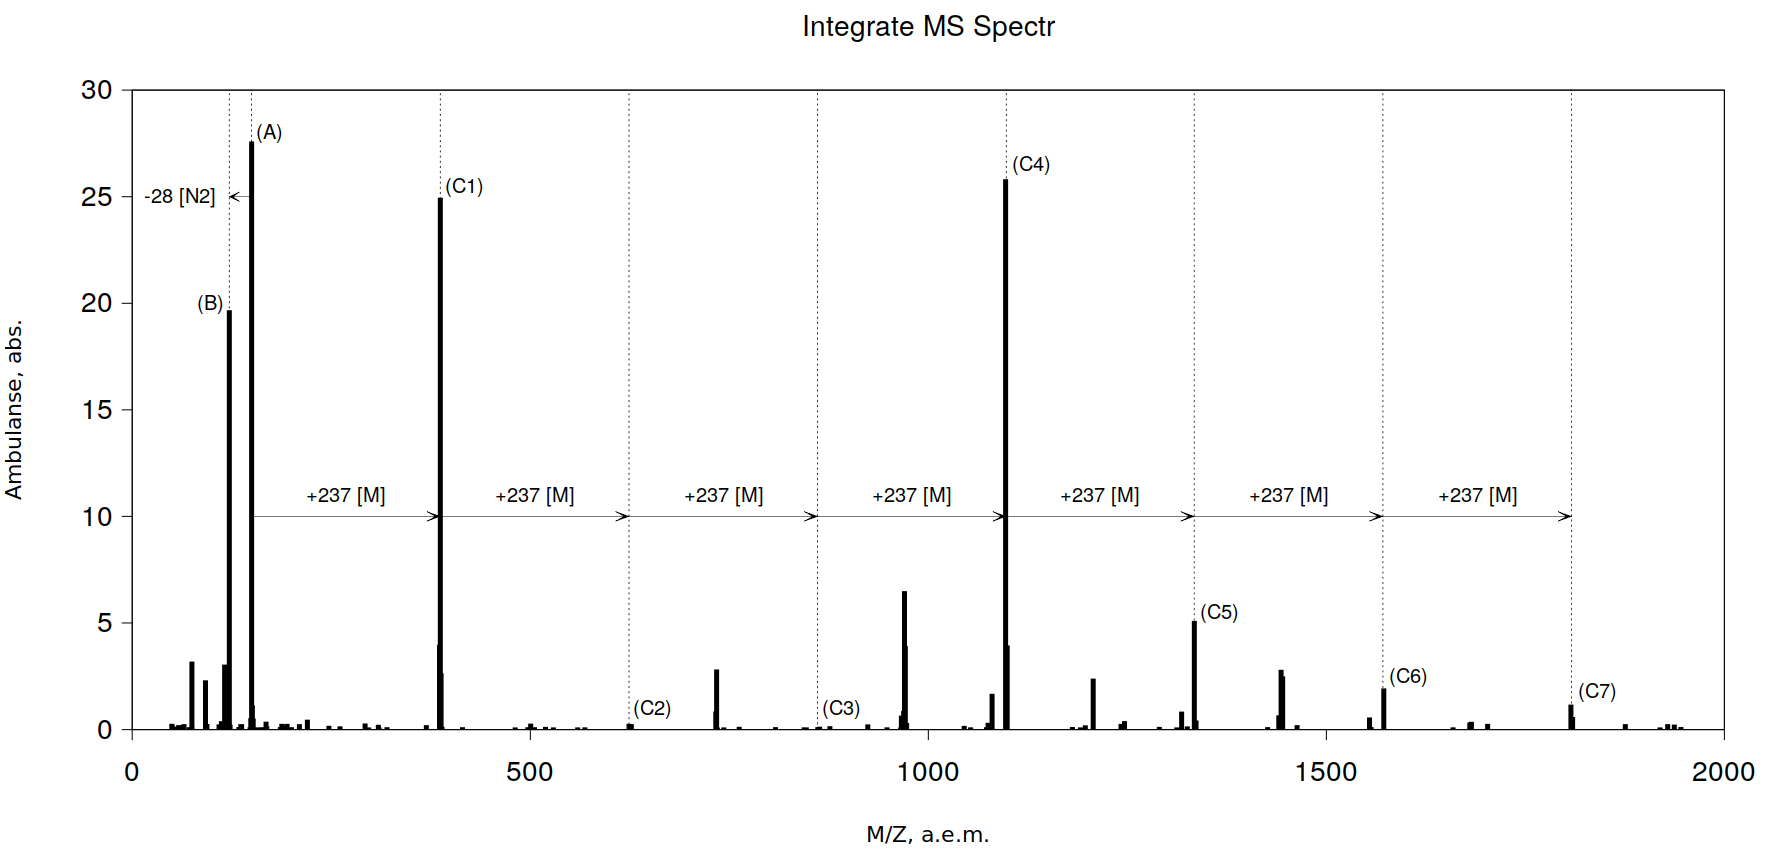 Integrate MS Spectr
30
25
20
15
10
5
0
Ambulanse, abs.
(A)
(C4)
(C1)
-28 [N2]
(B)
+237 [M]
+237 [M]
+237 [M]
+237 [M]
+237 [M]
+237 [M]
+237 [M]
(C5)
(C6)
(C7)
(C2)
(C3)
0
500
1000
1500
2000
M/Z, a.e.m.